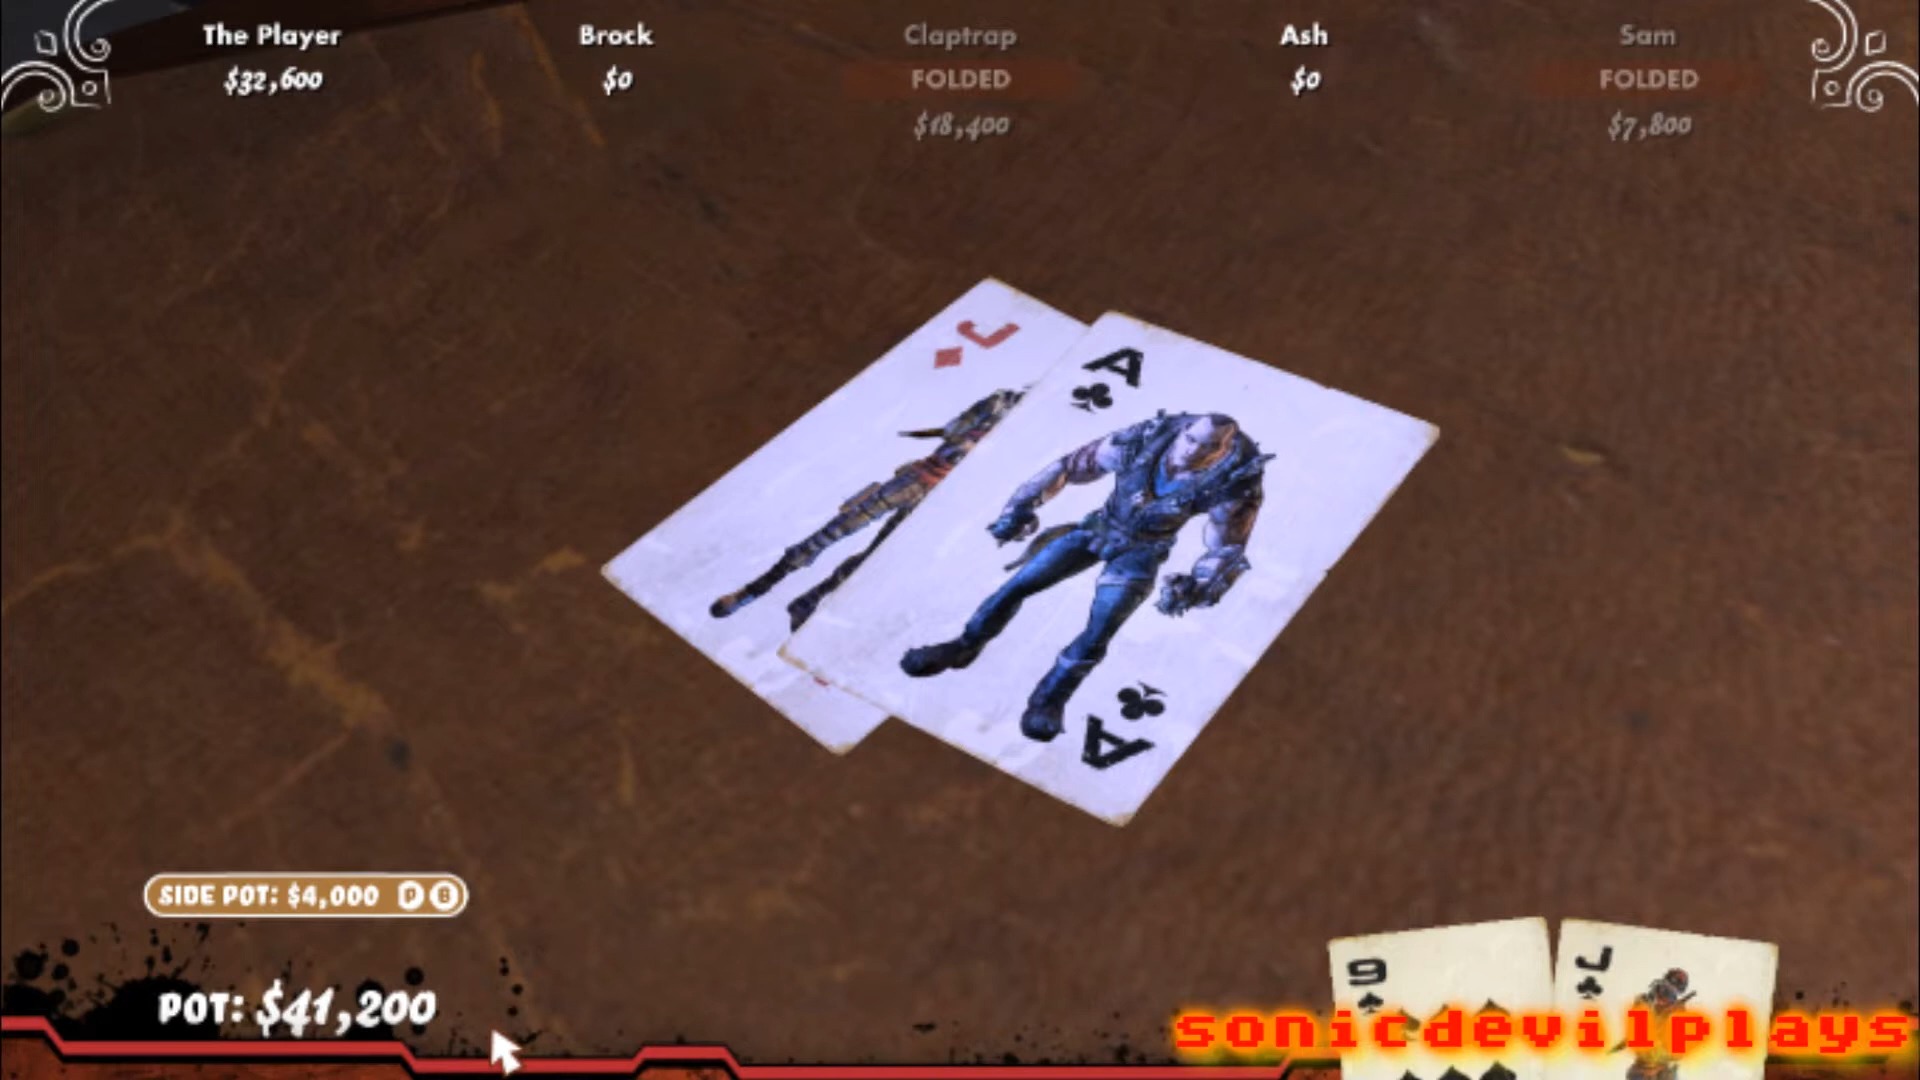 The Player
$32,600
Brock
$0
Claptrap
FOLDED
$18,400
Ash
$0
Sam
FOLDED
$7,800
J
A
A
SIDE POT: $4,000 P B
POT: $41,200
9
J
sonicdevilplays